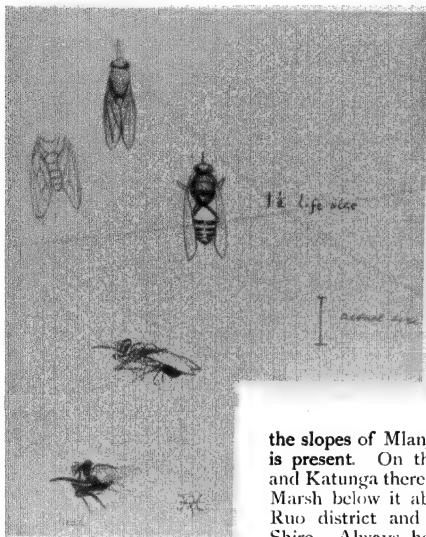 1½ life size
actual size
the slopes of Mlan
is present. On th
and Katunga there
Marsh below it ab
Ruo district and
Shire. Always be